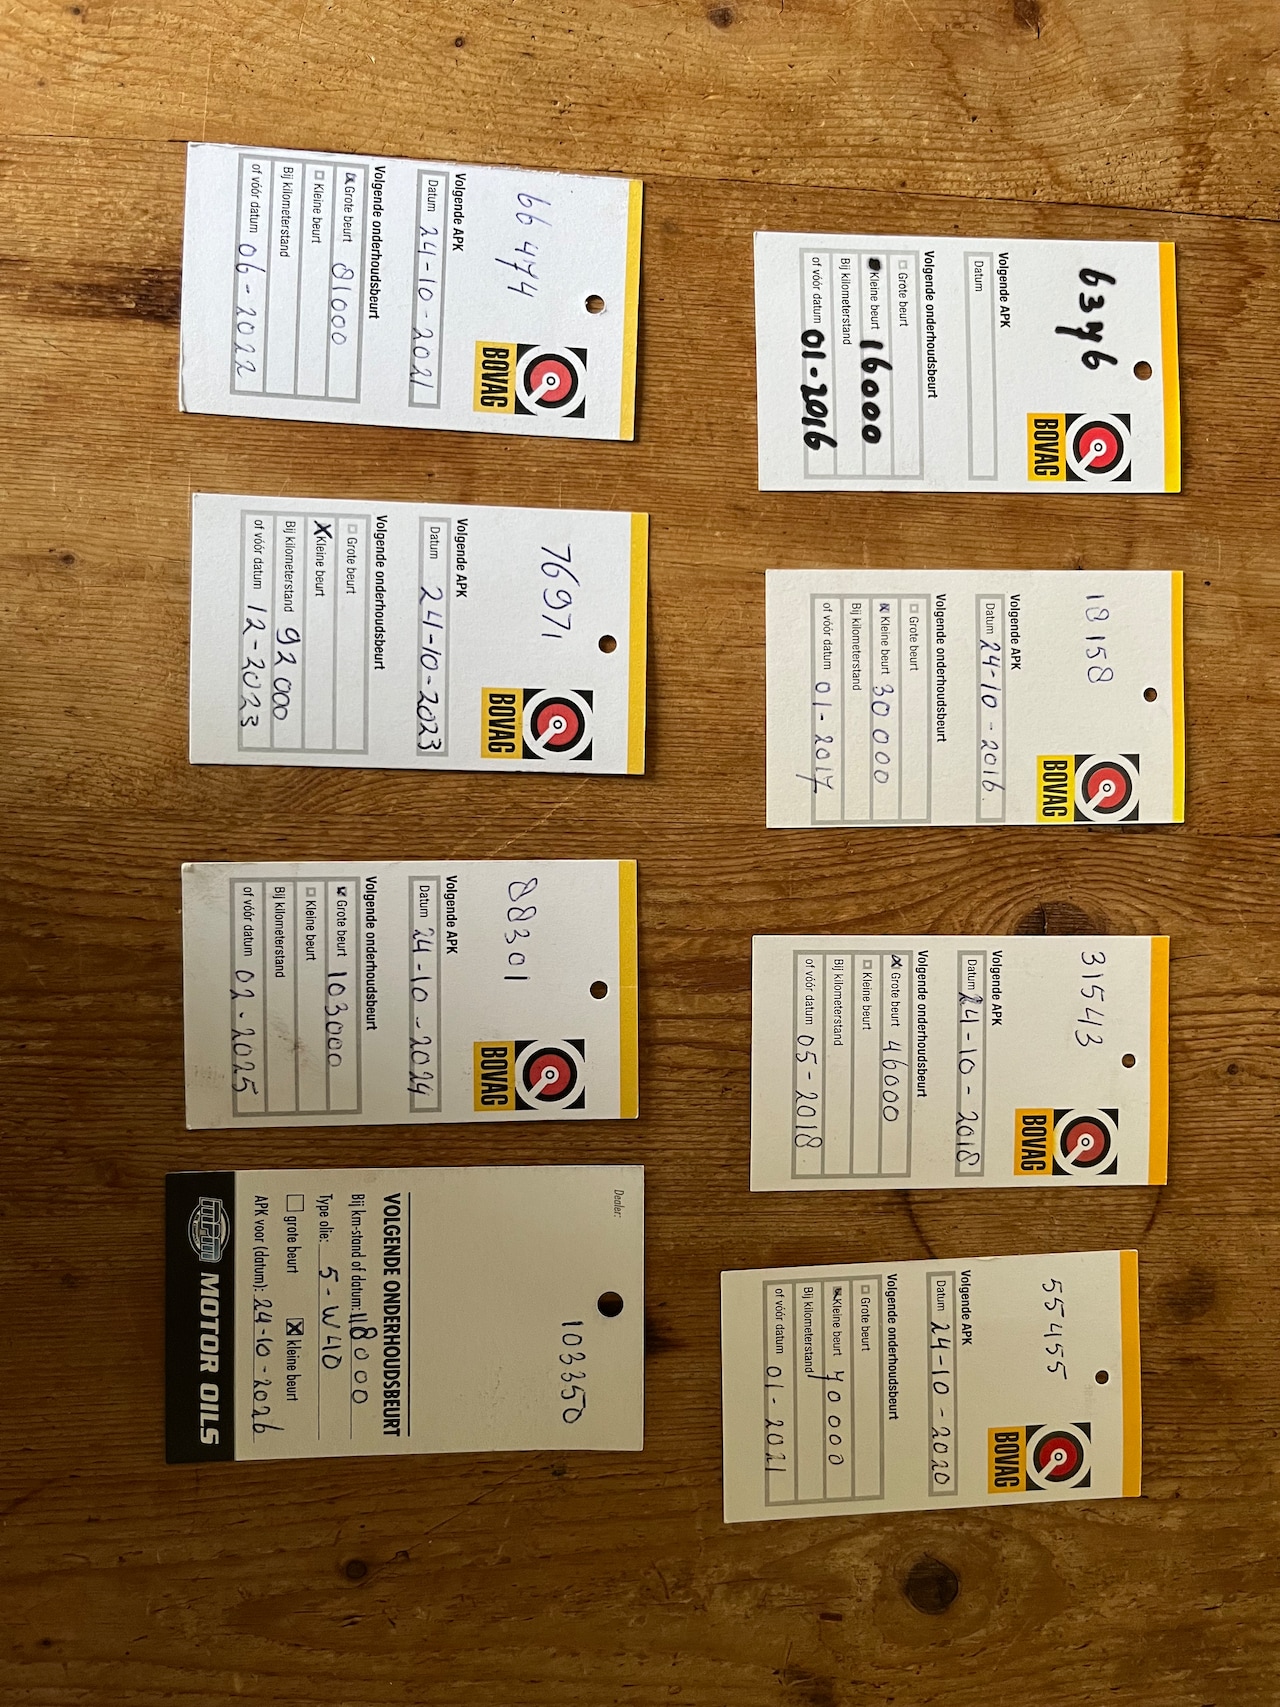 6376
BOVAG
Volgende APK
Datum
Volgende onderhoudsbeurt
Grote beurt
Kleine beurt 16000
Bij kilometerstand
of vóór datum 01-2016
18158
BOVAG
Volgende APK
Datum 24-10-2016
Volgende onderhoudsbeurt
Grote beurt
Kleine beurt 30000
Bij kilometerstand
of vóór datum 01-2017
31543
BOVAG
Volgende APK
Datum 24-10-2018
Volgende onderhoudsbeurt
Grote beurt 46000
Kleine beurt
Bij kilometerstand
of vóór datum 05-2018
55455
BOVAG
Volgende APK
Datum 24-10-2020
Volgende onderhoudsbeurt
Grote beurt
Kleine beurt 70000
Bij kilometerstand
of vóór datum 01-2021
66 474
BOVAG
Volgende APK
Datum 24-10-2021
Volgende onderhoudsbeurt
Grote beurt 81000
Kleine beurt
Bij kilometerstand
of vóór datum 06-2022
76971
BOVAG
Volgende APK
Datum 24-10-2023
Volgende onderhoudsbeurt
Grote beurt
Kleine beurt
Bij kilometerstand 92000
of vóór datum 12-2023
88301
BOVAG
Volgende APK
Datum 24-10-2024
Volgende onderhoudsbeurt
Grote beurt 103000
Kleine beurt
Bij kilometerstand
of vóór datum 02-2025
Dealer:
103350
VOLGENDE ONDERHOUDSBEURT
Bij km-stand of datum: 118000
Type olie: 5-W40
grote beurt kleine beurt
APK voor (datum): 24-10-2026
mpm MOTOR OILS